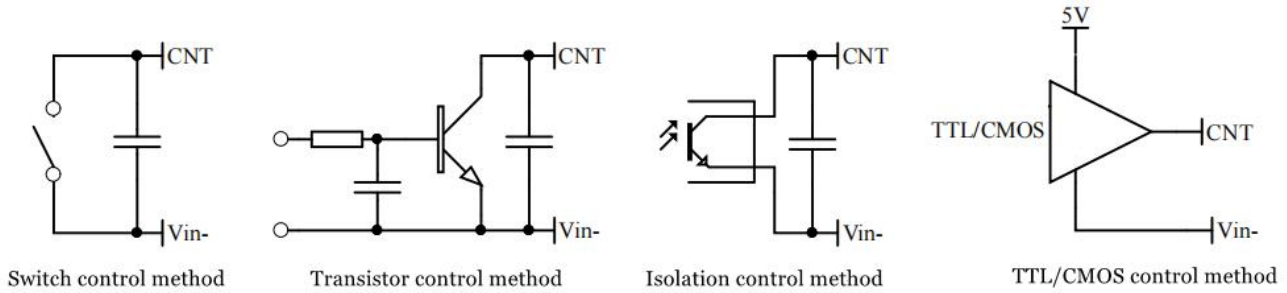 5V
CNT
CNT
CNT
TTL/CMOS
CNT
Vin-
Vin-
Vin-
Vin-
Switch control method
Transistor control method
Isolation control method
TTL/CMOS control method